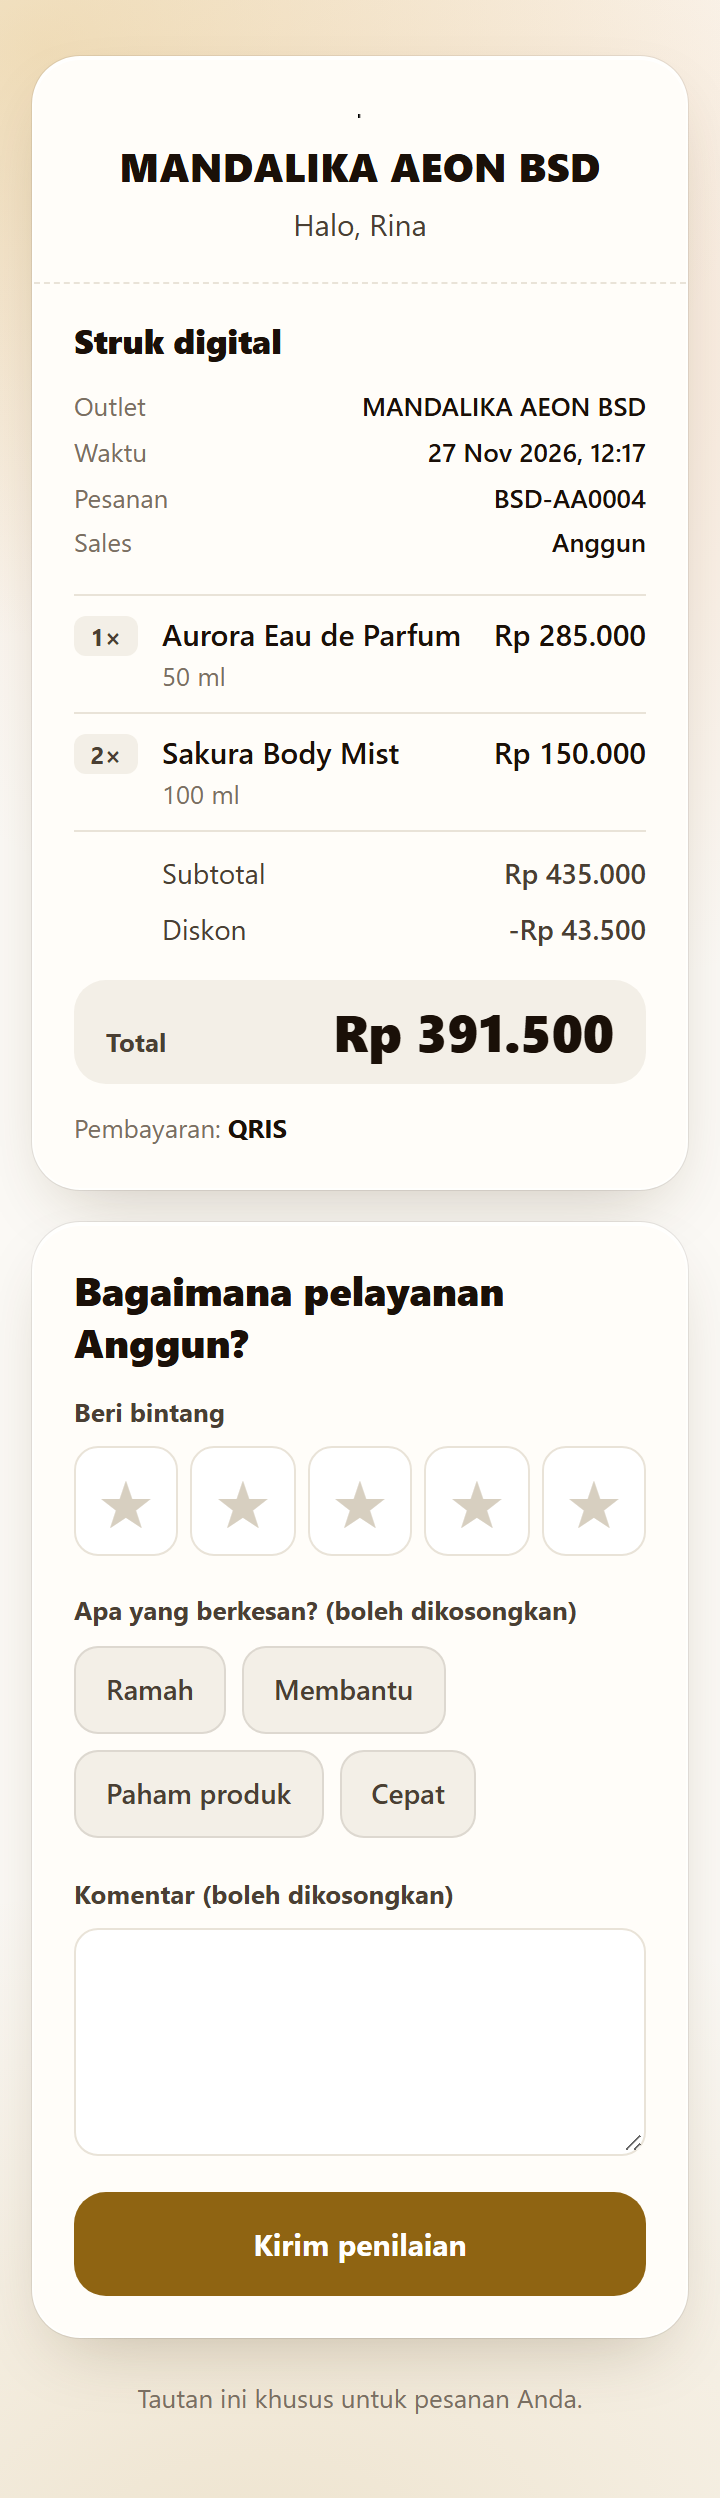 MANDALIKA AEON BSD
Halo, Rina
Struk digital
Outlet MANDALIKA AEON BSD
Waktu 27 Nov 2026, 12:17
Pesanan BSD-AA0004
Sales Anggun
1× Aurora Eau de Parfum Rp 285.000
50 ml
2× Sakura Body Mist Rp 150.000
100 ml
Subtotal Rp 435.000
Diskon -Rp 43.500
Total Rp 391.500
Pembayaran: QRIS
Bagaimana pelayanan
Anggun?
Beri bintang
Apa yang berkesan? (boleh dikosongkan)
Ramah Membantu
Paham produk Cepat
Komentar (boleh dikosongkan)
Kirim penilaian
Tautan ini khusus untuk pesanan Anda.